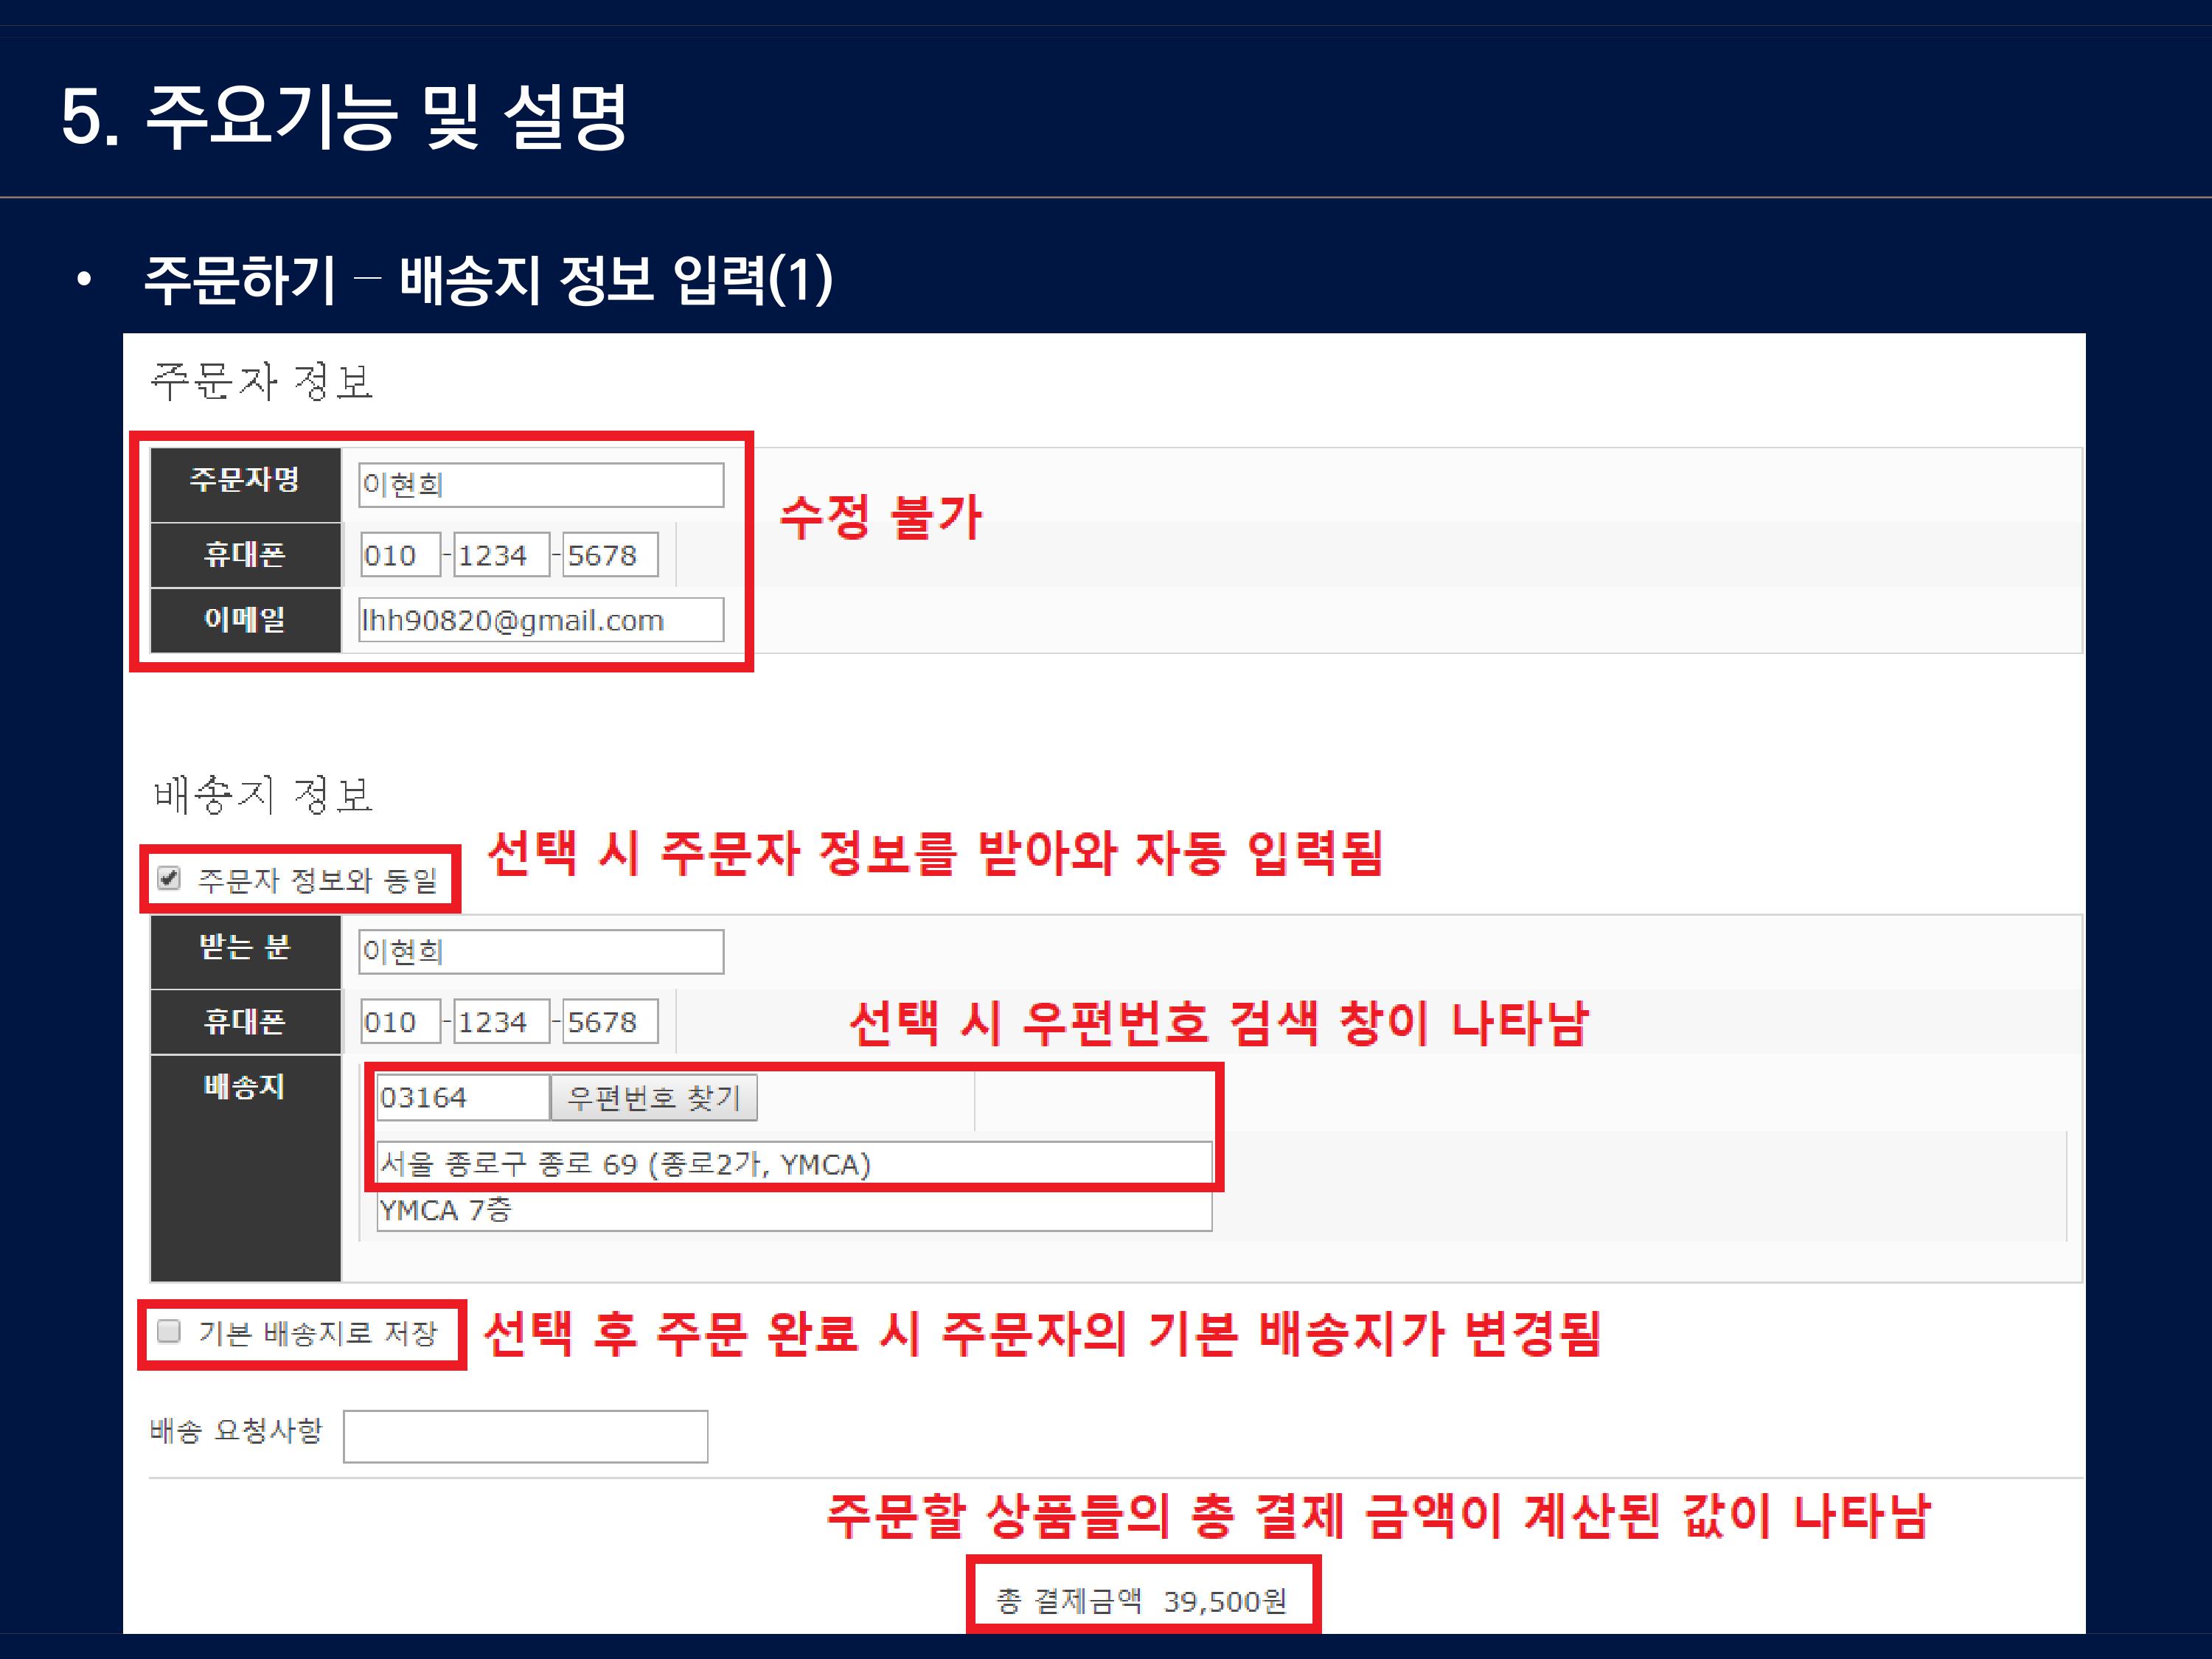 5. 주요기능 및 설명
• 주문하기 – 배송지 정보 입력(1)
주문자 정보
주문자명 이현희
수정 불가
휴대폰 010 - 1234 - 5678
이메일 lhh90820@gmail.com
배송지 정보
선택 시 주문자 정보를 받아와 자동 입력됨
주문자 정보와 동일
받는 분 이현희
휴대폰 010 - 1234 - 5678
선택 시 우편번호 검색 창이 나타남
배송지 03164 우편번호 찾기
서울 종로구 종로 69 (종로2가, YMCA)
YMCA 7층
기본 배송지로 저장 선택 후 주문 완료 시 주문자의 기본 배송지가 변경됨
배송 요청사항
주문할 상품들의 총 결제 금액이 계산된 값이 나타남
총 결제금액 39,500원